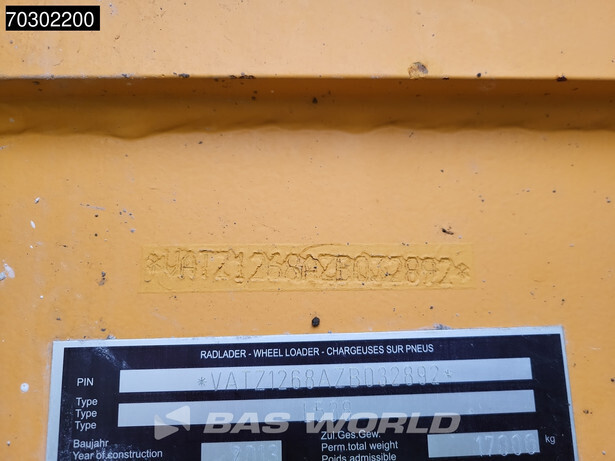 70302200
*VATZ1268AZB032892*
RADLADER - WHEEL LOADER - CHARGEUSES SUR PNEUS
PIN *VATZ1268AZB032892*
Type
Type
BAS WORLD
Baujahr Zul.Ges.Gew. kg
Year of construction Perm.total weight
Poids admissible